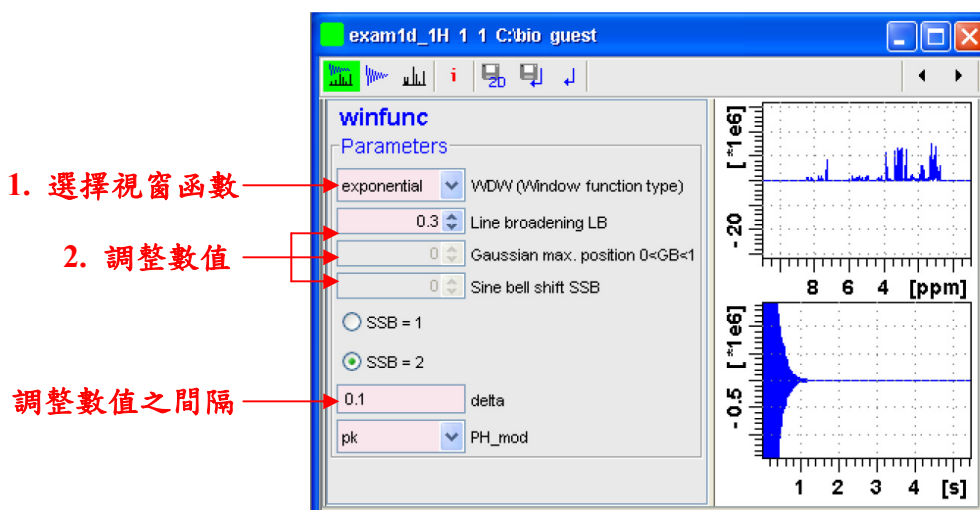 exam1d_1H 1 1 C:\bio guest
i
2D
winfunc
Parameters
1. 選擇視窗函數
exponential WDW (Window function type)
0.3 Line broadening LB
2. 調整數值
0 Gaussian max. position 0<GB<1
0 Sine bell shift SSB
SSB = 1
SSB = 2
調整數值之間隔
0.1 delta
pk PH_mod
[*1e6]
-20
8 6 4 [ppm]
[*1e6]
-0.5
1 2 3 4 [s]